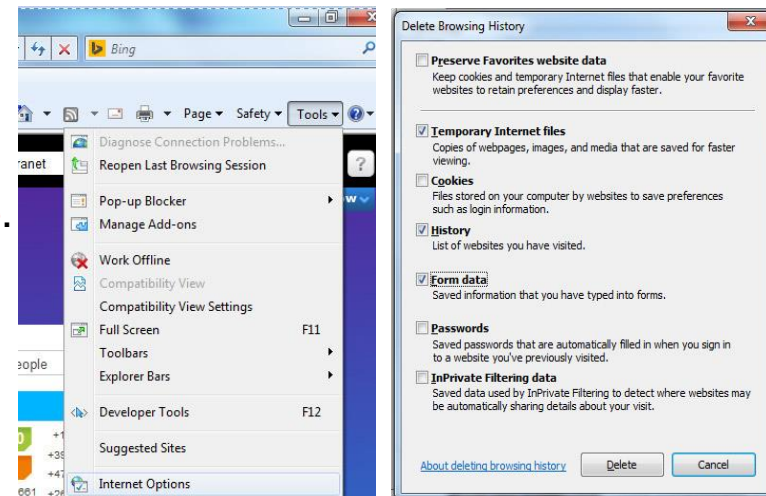 Bing
Page Safety Tools
Diagnose Connection Problems...
ranet
Reopen Last Browsing Session
?
Pop-up Blocker
w
Manage Add-ons
Work Offline
Compatibility View
Compatibility View Settings
Full Screen F11
Toolbars
eople
Explorer Bars
Developer Tools F12
+1
+39
Suggested Sites
+47
Internet Options
661 +26
Delete Browsing History
Preserve Favorites website data
Keep cookies and temporary Internet files that enable your favorite
websites to retain preferences and display faster.
Temporary Internet files
Copies of webpages, images, and media that are saved for faster
viewing.
Cookies
Files stored on your computer by websites to save preferences
such as login information.
History
List of websites you have visited.
Form data
Saved information that you have typed into forms.
Passwords
Saved passwords that are automatically filled in when you sign in
to a website you've previously visited.
InPrivate Filtering data
Saved data used by InPrivate Filtering to detect where websites may
be automatically sharing details about your visit.
About deleting browsing history
Delete
Cancel